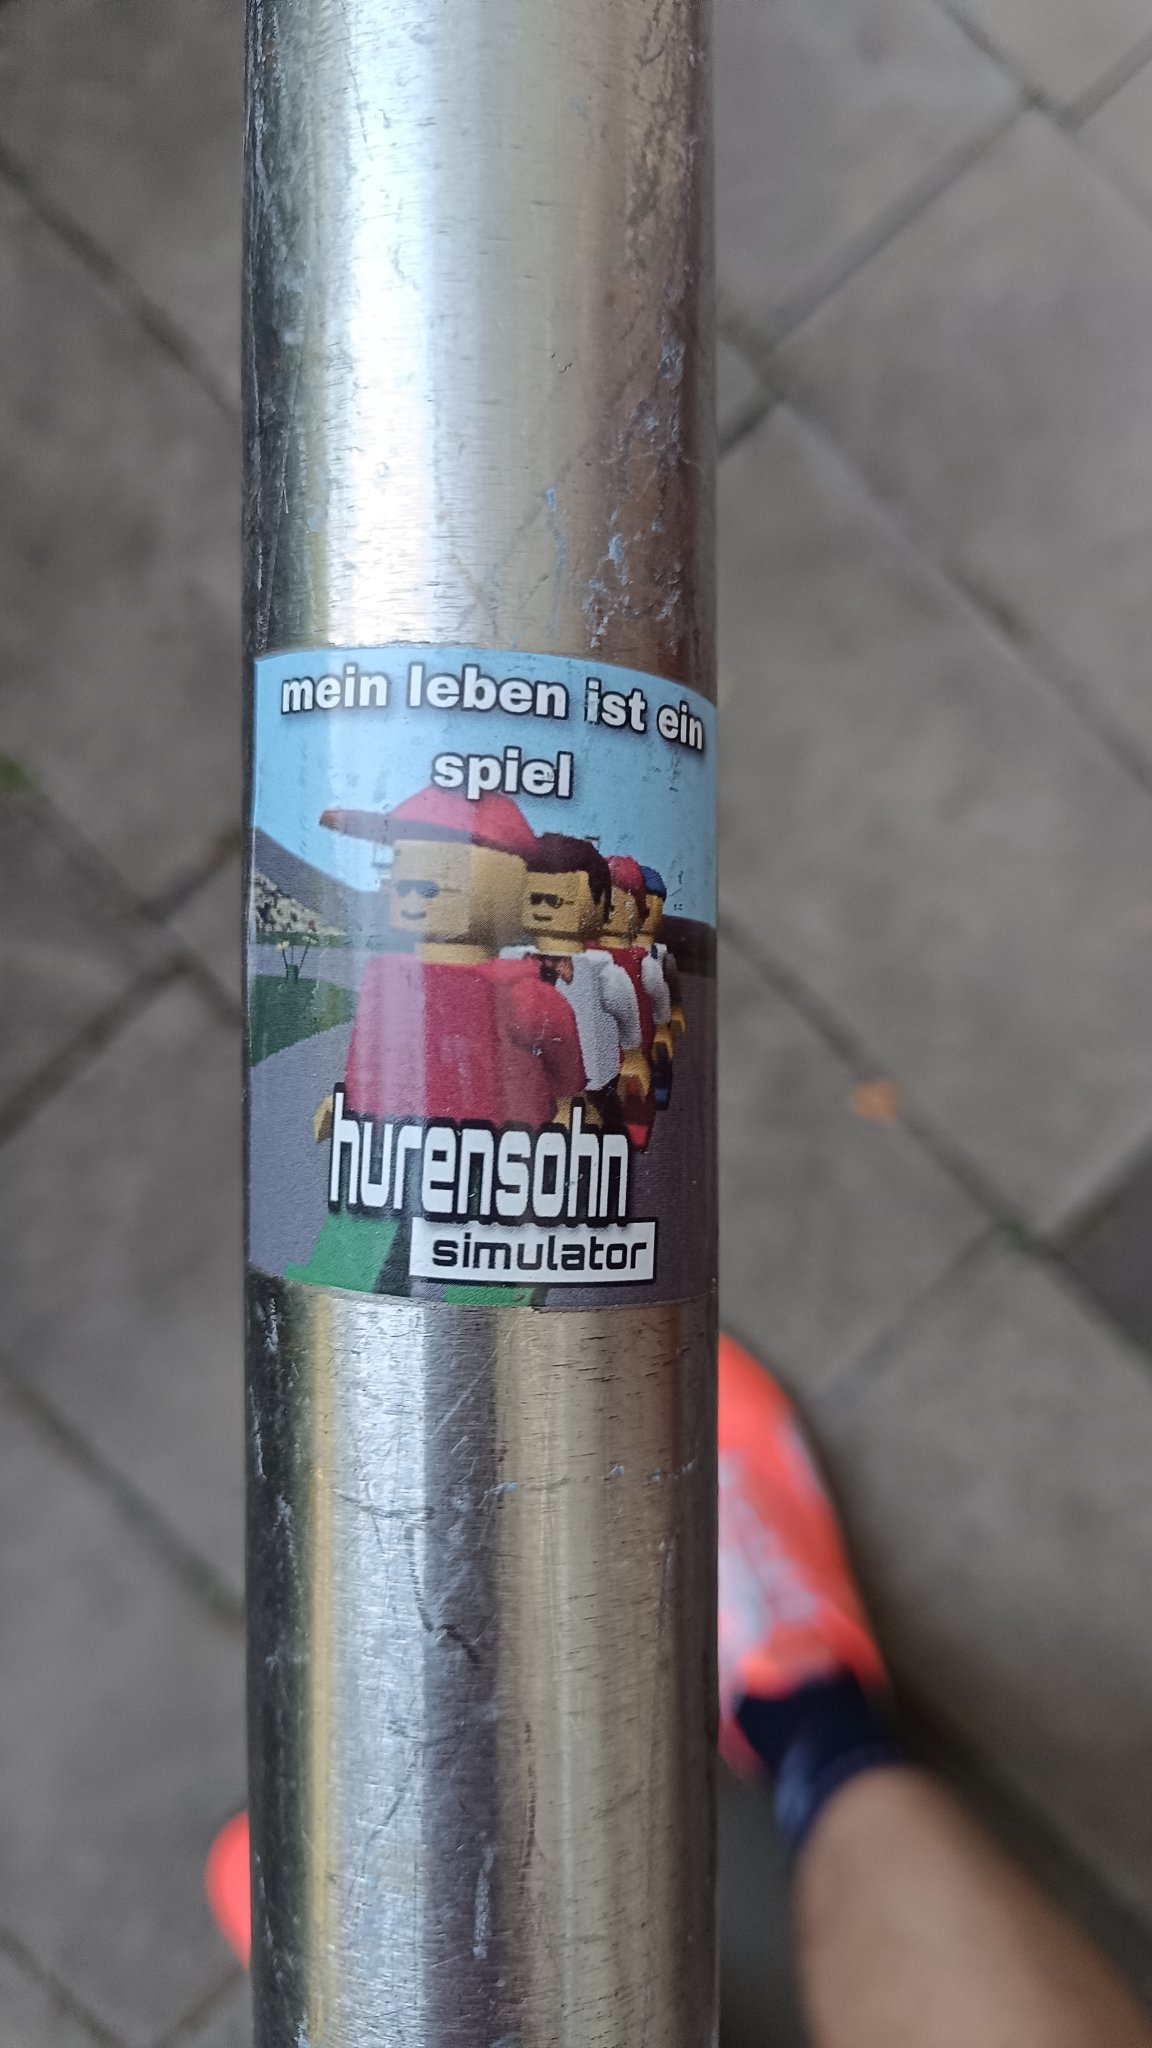 mein leben ist ein
spiel
hurensohn
simulator